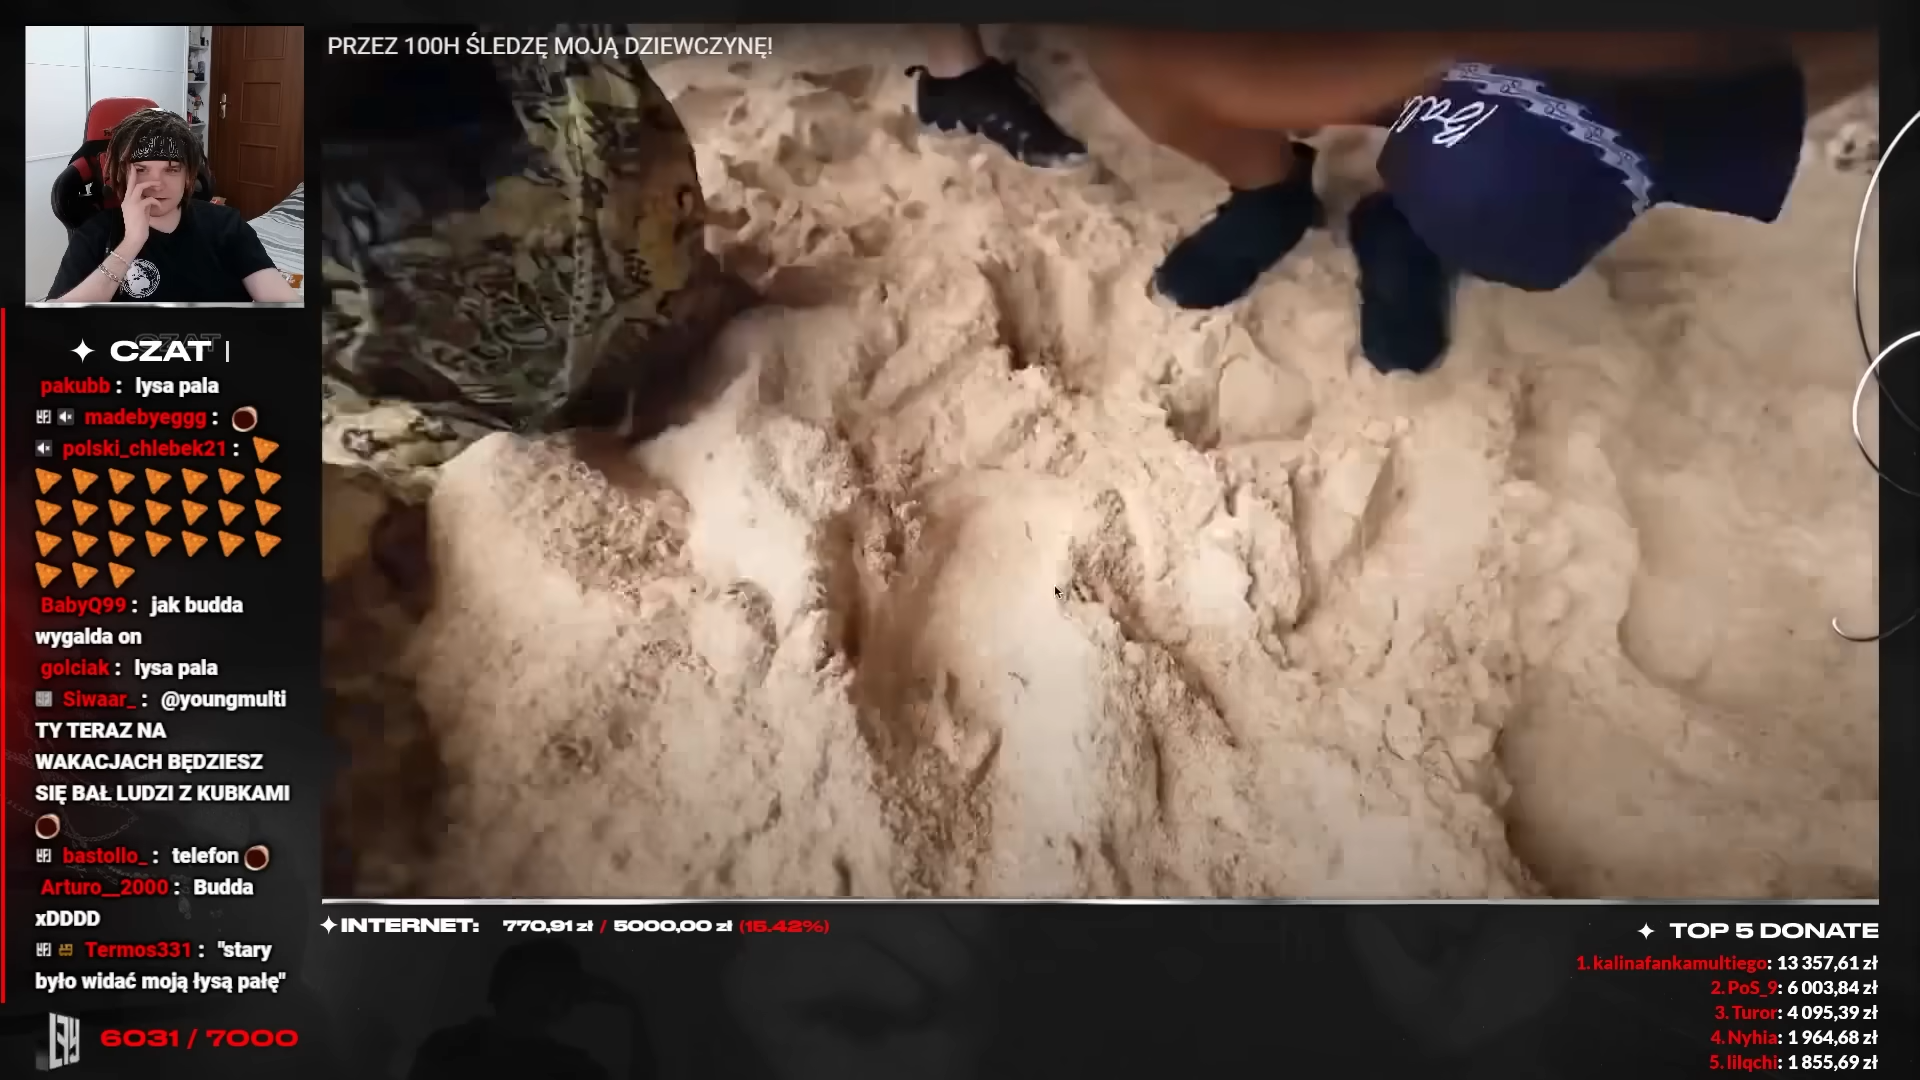 PRZEZ 100H ŚLEDZĘ MOJĄ DZIEWCZYNĘ!
CZAT |
pakubb : lysa pala
madebyeggg :
polski_chlebek21 :
BabyQ99 : jak budda
wygalda on
golciak : lysa pala
Siwaar_ : @youngmulti
TY TERAZ NA
WAKACJACH BĘDZIESZ
SIĘ BAŁ LUDZI Z KUBKAMI
bastollo_ : telefon
Arturo__2000 : Budda
xDDDD
Termos331 : "stary
było widać moją łysą pałę"
6031 / 7000
INTERNET: 770,91 zł / 5000,00 zł (15.42%)
TOP 5 DONATE
1. kalinafankamultiego: 13 357,61 zł
2. PoS_9: 6 003,84 zł
3. Turor: 4 095,39 zł
4. Nyhia: 1 964,68 zł
5. lilqchi: 1 855,69 zł